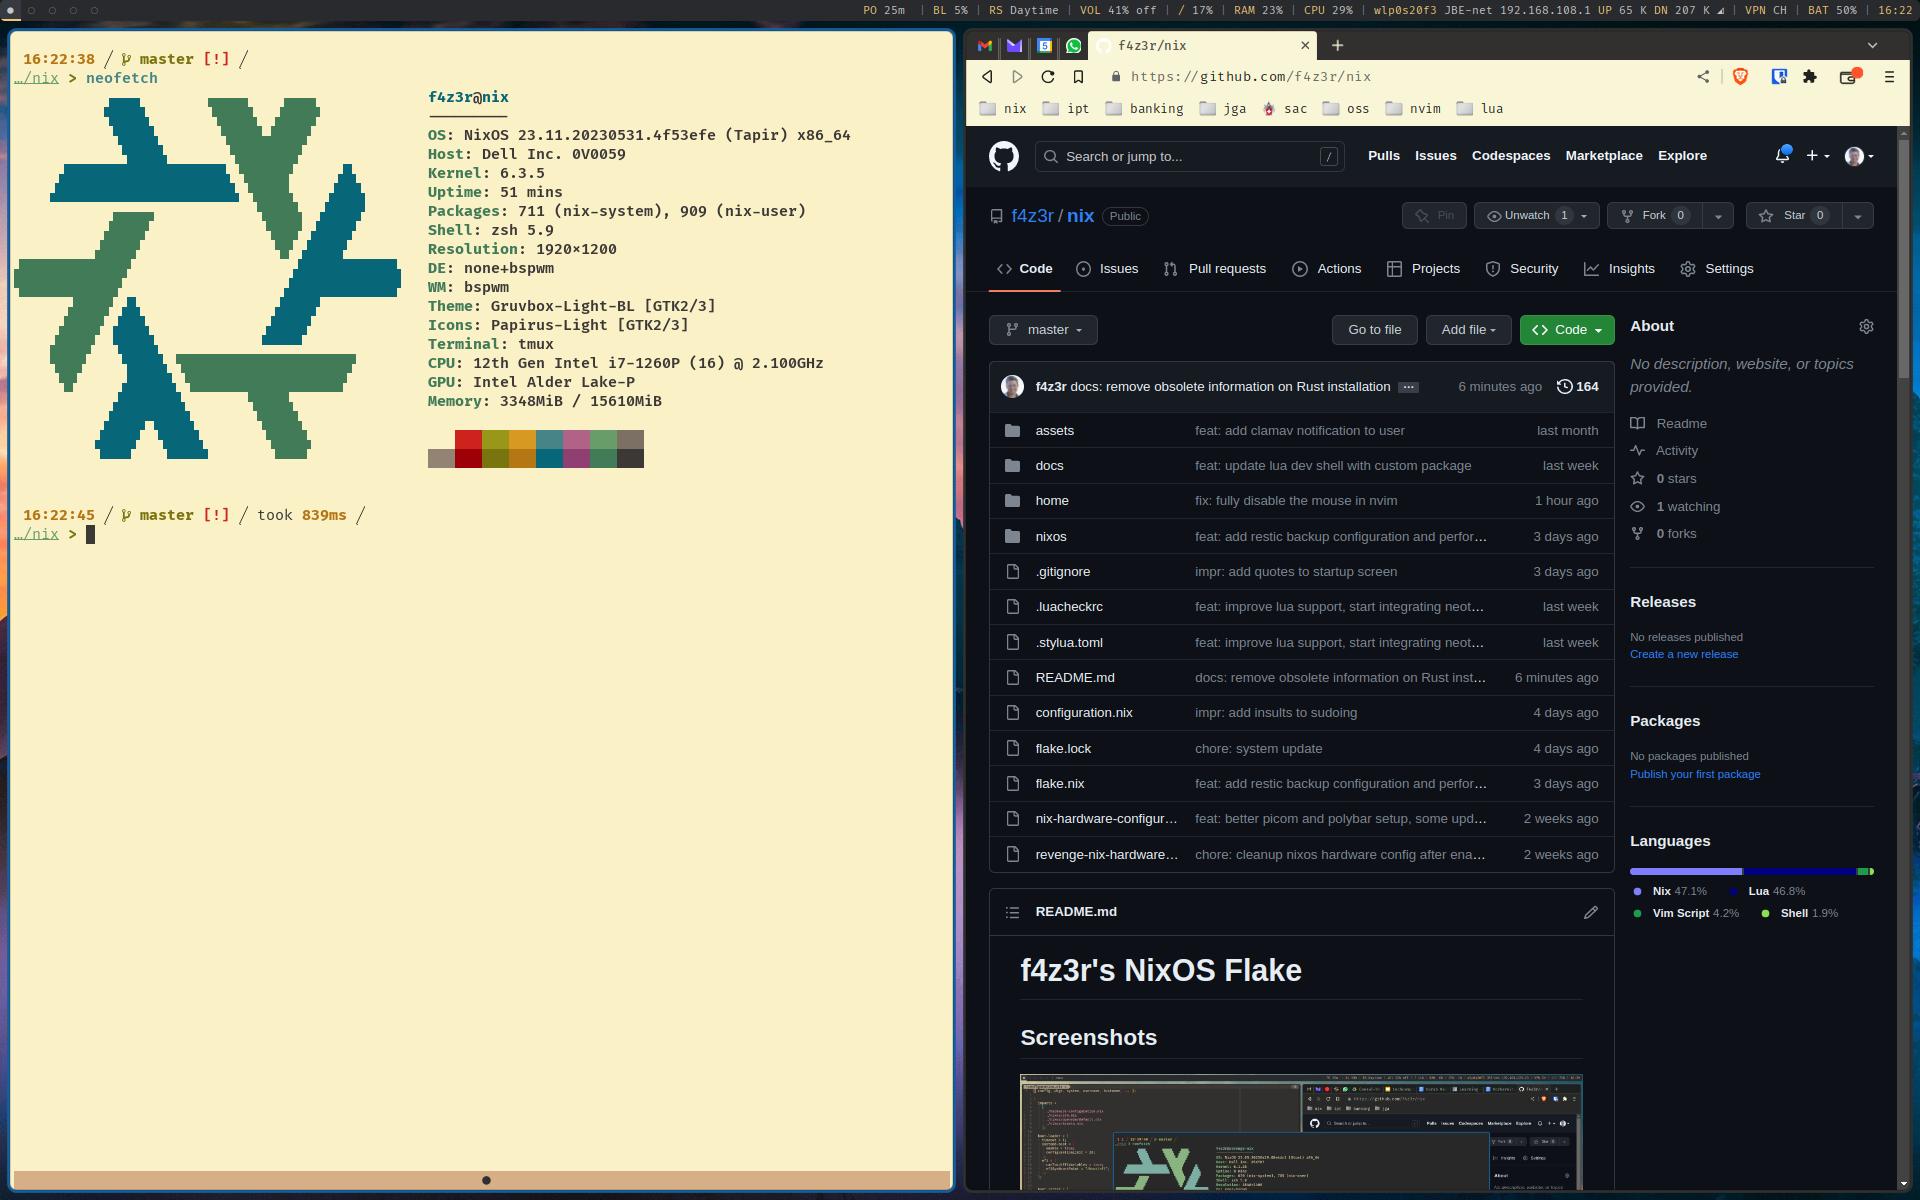 PO 25m | BL 5% | RS Daytime | VOL 41% off | / 17% | RAM 23% | CPU 29% | wlp0s20f3 JBE-net 192.168.108.1 UP 65 K DN 207 K | VPN CH | BAT 50% | 16:22
16:22:38 / master [!] /
…/nix > neofetch
f4z3r@nix
---------
OS: NixOS 23.11.20230531.4f53efe (Tapir) x86_64
Host: Dell Inc. 0V0059
Kernel: 6.3.5
Uptime: 51 mins
Packages: 711 (nix-system), 909 (nix-user)
Shell: zsh 5.9
Resolution: 1920x1200
DE: none+bspwm
WM: bspwm
Theme: Gruvbox-Light-BL [GTK2/3]
Icons: Papirus-Light [GTK2/3]
Terminal: tmux
CPU: 12th Gen Intel i7-1260P (16) @ 2.100GHz
GPU: Intel Alder Lake-P
Memory: 3348MiB / 15610MiB
16:22:45 / master [!] / took 839ms /
…/nix >
f4z3r/nix
https://github.com/f4z3r/nix
nix ipt banking jga sac oss nvim lua
Search or jump to... /
Pulls Issues Codespaces Marketplace Explore
f4z3r / nix Public
Pin Unwatch 1 Fork 0 Star 0
Code Issues Pull requests Actions Projects Security Insights Settings
master Go to file Add file Code
f4z3r docs: remove obsolete information on Rust installation ... 6 minutes ago 164
assets feat: add clamav notification to user last month
docs feat: update lua dev shell with custom package last week
home fix: fully disable the mouse in nvim 1 hour ago
nixos feat: add restic backup configuration and perfor… 3 days ago
.gitignore impr: add quotes to startup screen 3 days ago
.luacheckrc feat: improve lua support, start integrating neot… last week
.stylua.toml feat: improve lua support, start integrating neot… last week
README.md docs: remove obsolete information on Rust inst… 6 minutes ago
configuration.nix impr: add insults to sudoing 4 days ago
flake.lock chore: system update 4 days ago
flake.nix feat: add restic backup configuration and perfor… 3 days ago
nix-hardware-configur… feat: better picom and polybar setup, some upd… 2 weeks ago
revenge-nix-hardware… chore: cleanup nixos hardware config after ena… 2 weeks ago
README.md
f4z3r's NixOS Flake
Screenshots
About
No description, website, or topics
provided.
Readme
Activity
0 stars
1 watching
0 forks
Releases
No releases published
Create a new release
Packages
No packages published
Publish your first package
Languages
Nix 47.1% Lua 46.8%
Vim Script 4.2% Shell 1.9%